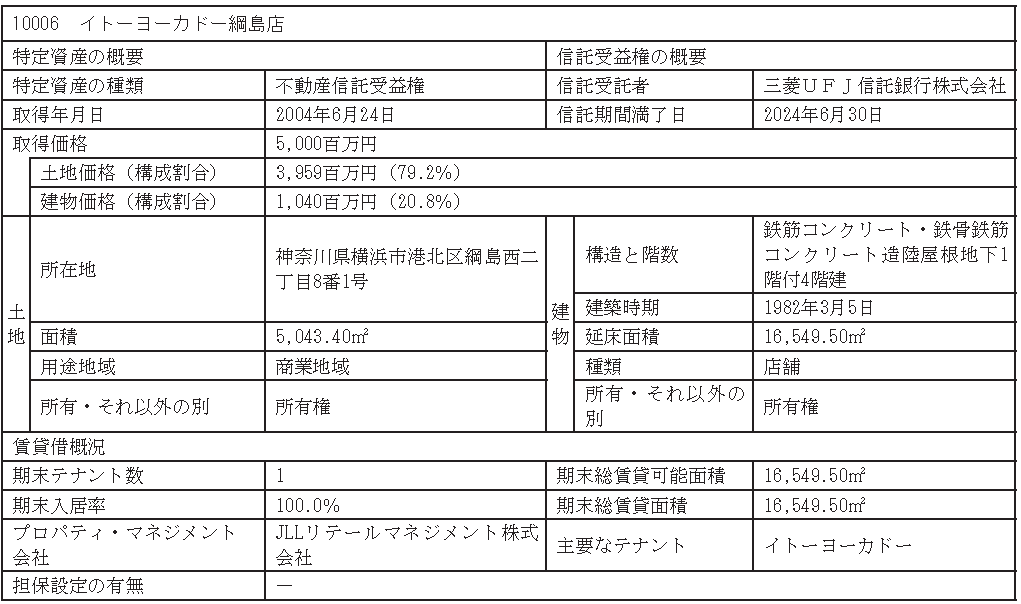 10006 イトーヨーカドー綱島店
特定資産の概要 信託受益権の概要
特定資産の種類 不動産信託受益権 信託受託者 三菱ＵＦＪ信託銀行株式会社
取得年月日 2004年6月24日 信託期間満了日 2024年6月30日
取得価格 5,000百万円
土地価格（構成割合） 3,959百万円（79.2%）
建物価格（構成割合） 1,040百万円（20.8%）
土地
所在地
神奈川県横浜市港北区綱島西二
丁目8番1号
面積 5,043.40㎡
用途地域 商業地域
所有・それ以外の別 所有権
建物
構造と階数
鉄筋コンクリート・鉄骨鉄筋
コンクリート造陸屋根地下1
階付4階建
建築時期 1982年3月5日
延床面積 16,549.50㎡
種類 店舗
所有・それ以外の
別
所有権
賃貸借概況
期末テナント数 1 期末総賃貸可能面積 16,549.50㎡
期末入居率 100.0% 期末総賃貸面積 16,549.50㎡
プロパティ・マネジメント
会社
JLLリテールマネジメント株式
会社
主要なテナント イトーヨーカドー
担保設定の有無 －